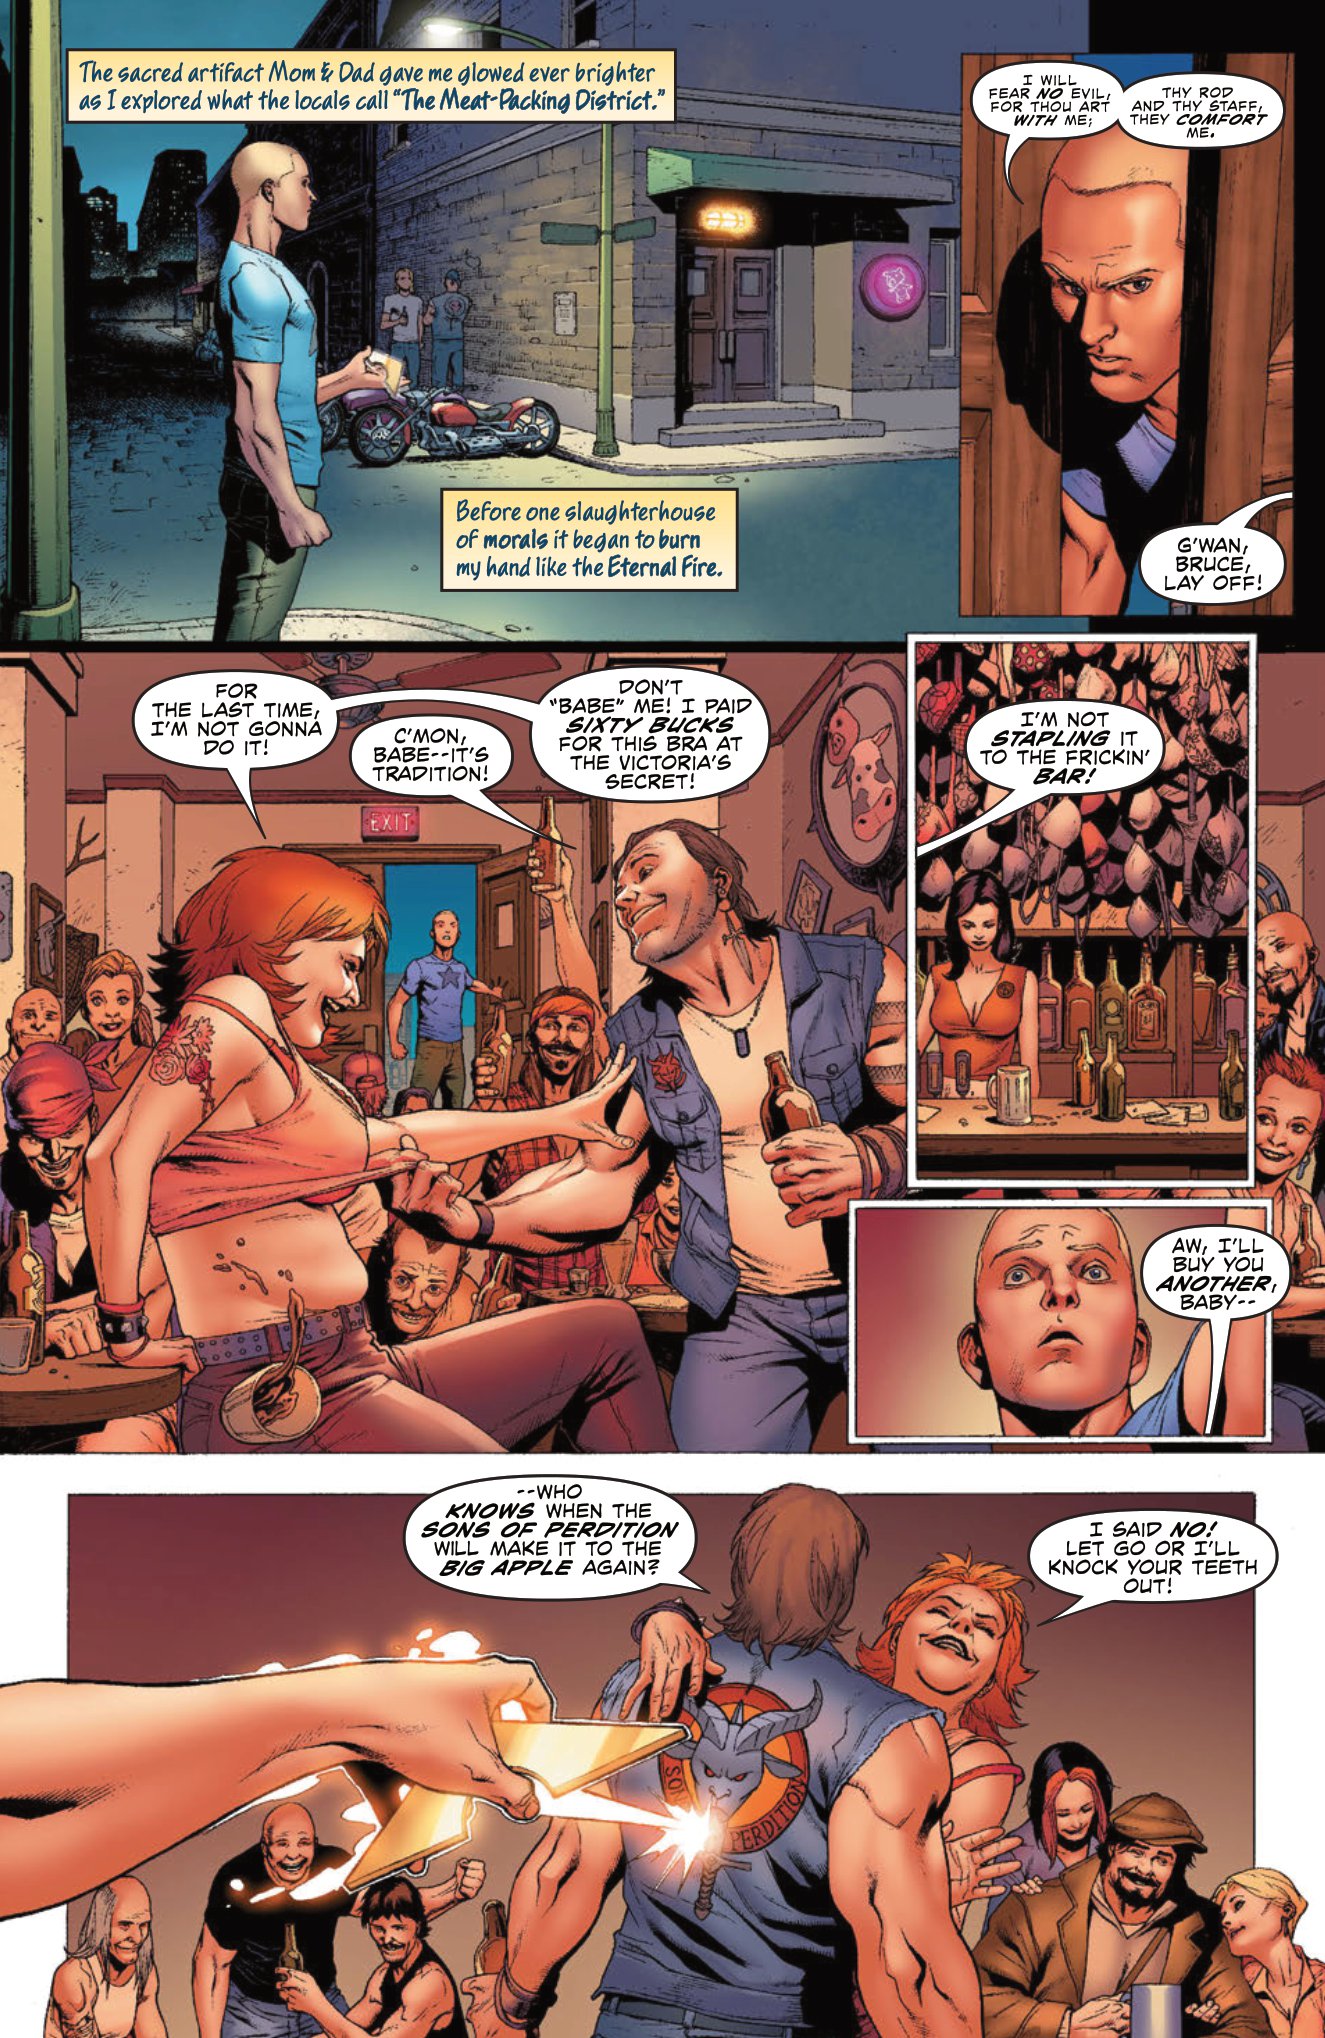 The sacred artifact Mom & Dad gave me glowed ever brighter
as I explored what the locals call "The Meat-Packing District."
Before one slaughterhouse
of morals it began to burn
my hand like the Eternal Fire.
I WILL
FEAR NO EVIL,
FOR THOU ART
WITH ME;
THY ROD
AND THY STAFF,
THEY COMFORT
ME.
G'WAN,
BRUCE,
LAY OFF!
FOR
THE LAST TIME,
I'M NOT GONNA
DO IT!
C'MON,
BABE--IT'S
TRADITION!
DON'T
"BABE" ME! I PAID
SIXTY BUCKS
FOR THIS BRA AT
THE VICTORIA'S
SECRET!
EXIT
I'M NOT
STAPLING IT
TO THE FRICKIN'
BAR!
AW, I'LL
BUY YOU
ANOTHER,
BABY--
--WHO
KNOWS WHEN THE
SONS OF PERDITION
WILL MAKE IT TO THE
BIG APPLE AGAIN?
I SAID NO!
LET GO OR I'LL
KNOCK YOUR TEETH
OUT!
SON
PERDITION